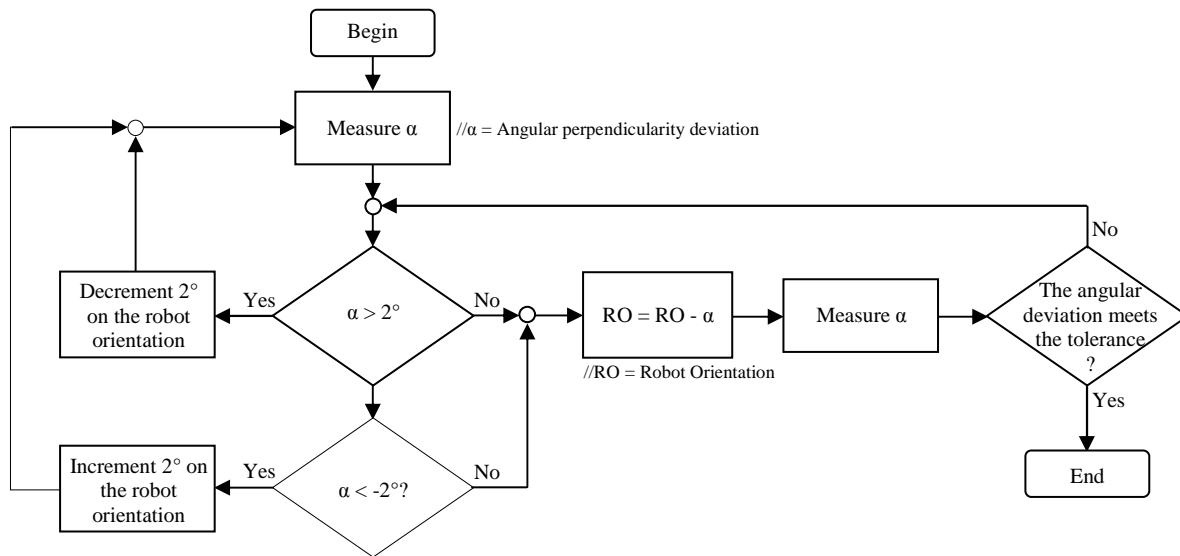 Begin
Measure α
//α = Angular perpendicularity deviation
No
Decrement 2°
on the robot
orientation
Yes
α > 2°
No
RO = RO - α
//RO = Robot Orientation
Measure α
The angular
deviation meets
the tolerance
?
Yes
Increment 2° on
the robot
orientation
Yes
α < -2°?
No
End